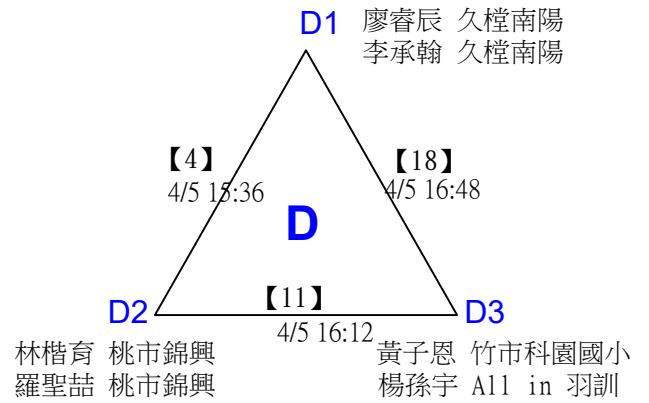 D1 廖睿辰 久樘南陽
李承翰 久樘南陽
【4】
4/5 15:36
【18】
4/5 16:48
D
【11】
4/5 16:12
D2
D3
林楷育 桃市錦興
羅聖喆 桃市錦興
黃子恩 竹市科園國小
楊孫宇 All in 羽訓